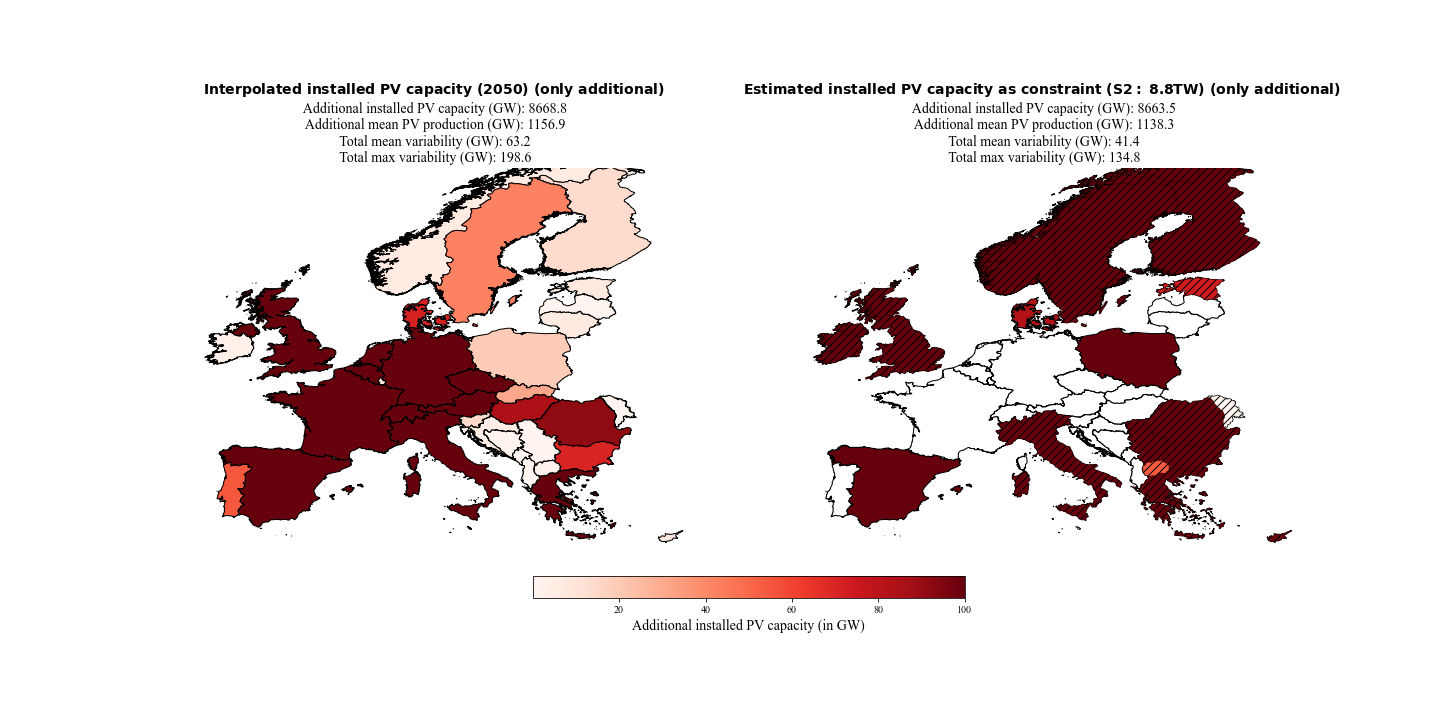 Interpolated installed PV capacity (2050) (only additional)
Additional installed PV capacity (GW): 8668.8
Additional mean PV production (GW): 1156.9
Total mean variability (GW): 63.2
Total max variability (GW): 198.6
Estimated installed PV capacity as constraint (S2 : 8.8TW) (only additional)
Additional installed PV capacity (GW): 8663.5
Additional mean PV production (GW): 1138.3
Total mean variability (GW): 41.4
Total max variability (GW): 134.8
20 40 60 80 100
Additional installed PV capacity (in GW)